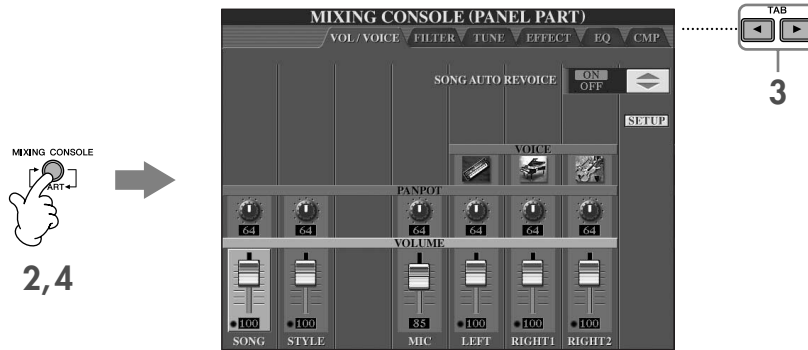 MIXING CONSOLE (PANEL PART)
VOL / VOICE FILTER TUNE EFFECT EQ CMP
TAB
3
SONG AUTO REVOICE ON OFF
SETUP
MIXING CONSOLE
ART
2,4
VOICE
PANPOT
64 64 64 64 64 64
VOLUME
100 100 85 100 100 100
SONG STYLE MIC LEFT RIGHT1 RIGHT2